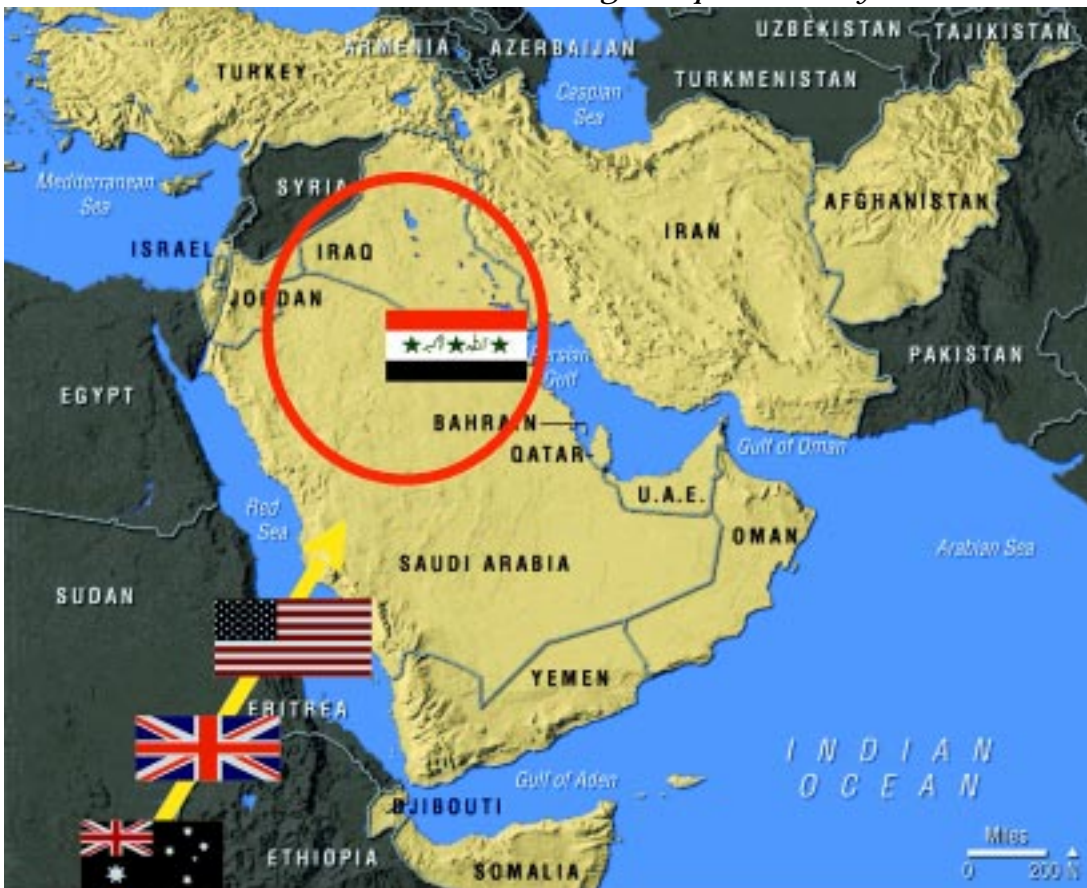 ARMENIA
AZERBAIJAN
UZBEKISTAN
TAJIKISTAN
TURKEY
Caspian
Sea
TURKMENISTAN
Mediterranean
Sea
SYRIA
AFGHANISTAN
ISRAEL
IRAQ
IRAN
JORDAN
Persian
Gulf
PAKISTAN
EGYPT
BAHRAIN
QATAR
Gulf of Oman
U.A.E.
Red
Sea
OMAN
Arabian Sea
SAUDI ARABIA
SUDAN
YEMEN
ERITREA
INDIAN
OCEAN
Gulf of Aden
DJIBOUTI
ETHIOPIA
SOMALIA
Miles
0 200 N